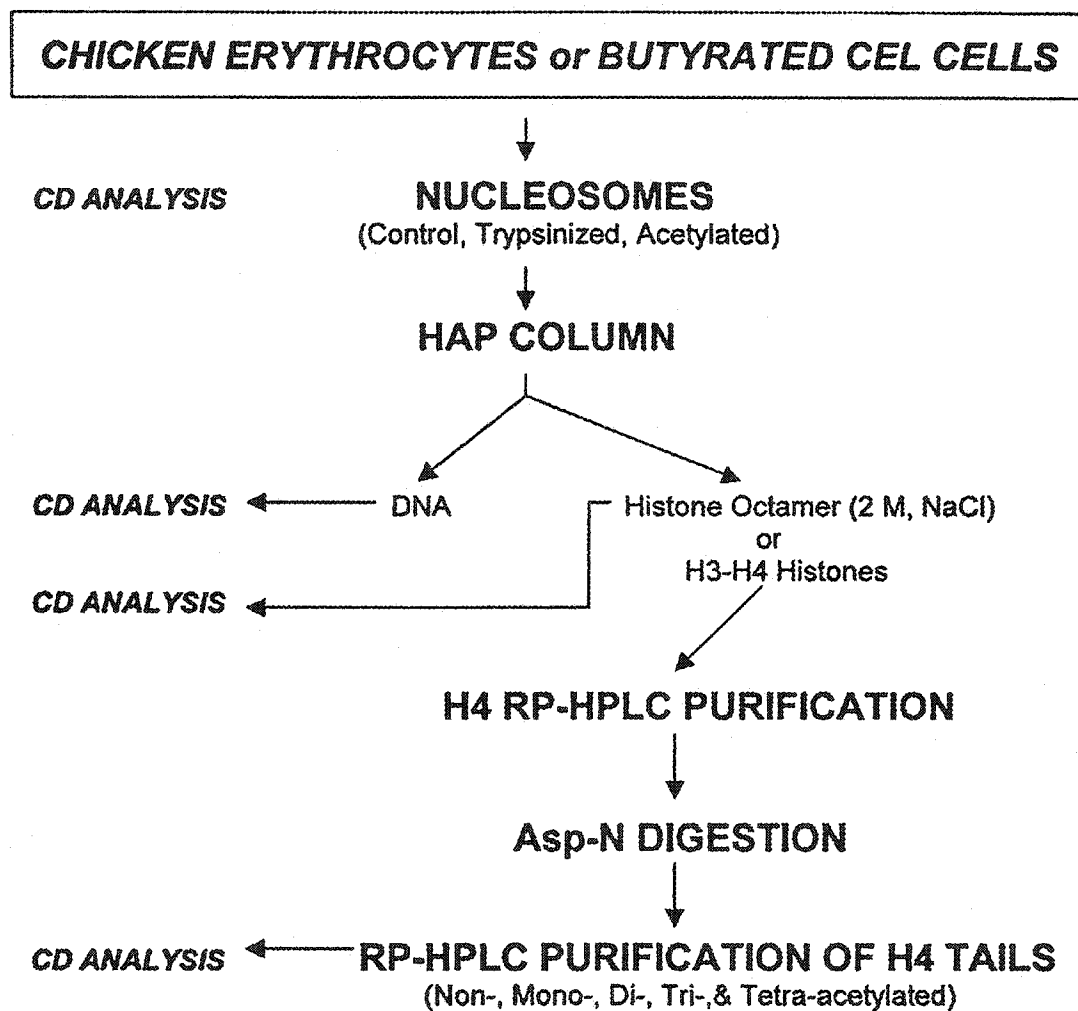 CHICKEN ERYTHROCYTES or BUTYRATED CEL CELLS
CD ANALYSIS NUCLEOSOMES
(Control, Trypsinized, Acetylated)
HAP COLUMN
CD ANALYSIS DNA Histone Octamer (2 M, NaCl)
or
H3-H4 Histones
CD ANALYSIS
H4 RP-HPLC PURIFICATION
Asp-N DIGESTION
CD ANALYSIS RP-HPLC PURIFICATION OF H4 TAILS
(Non-, Mono-, Di-, Tri-,& Tetra-acetylated)